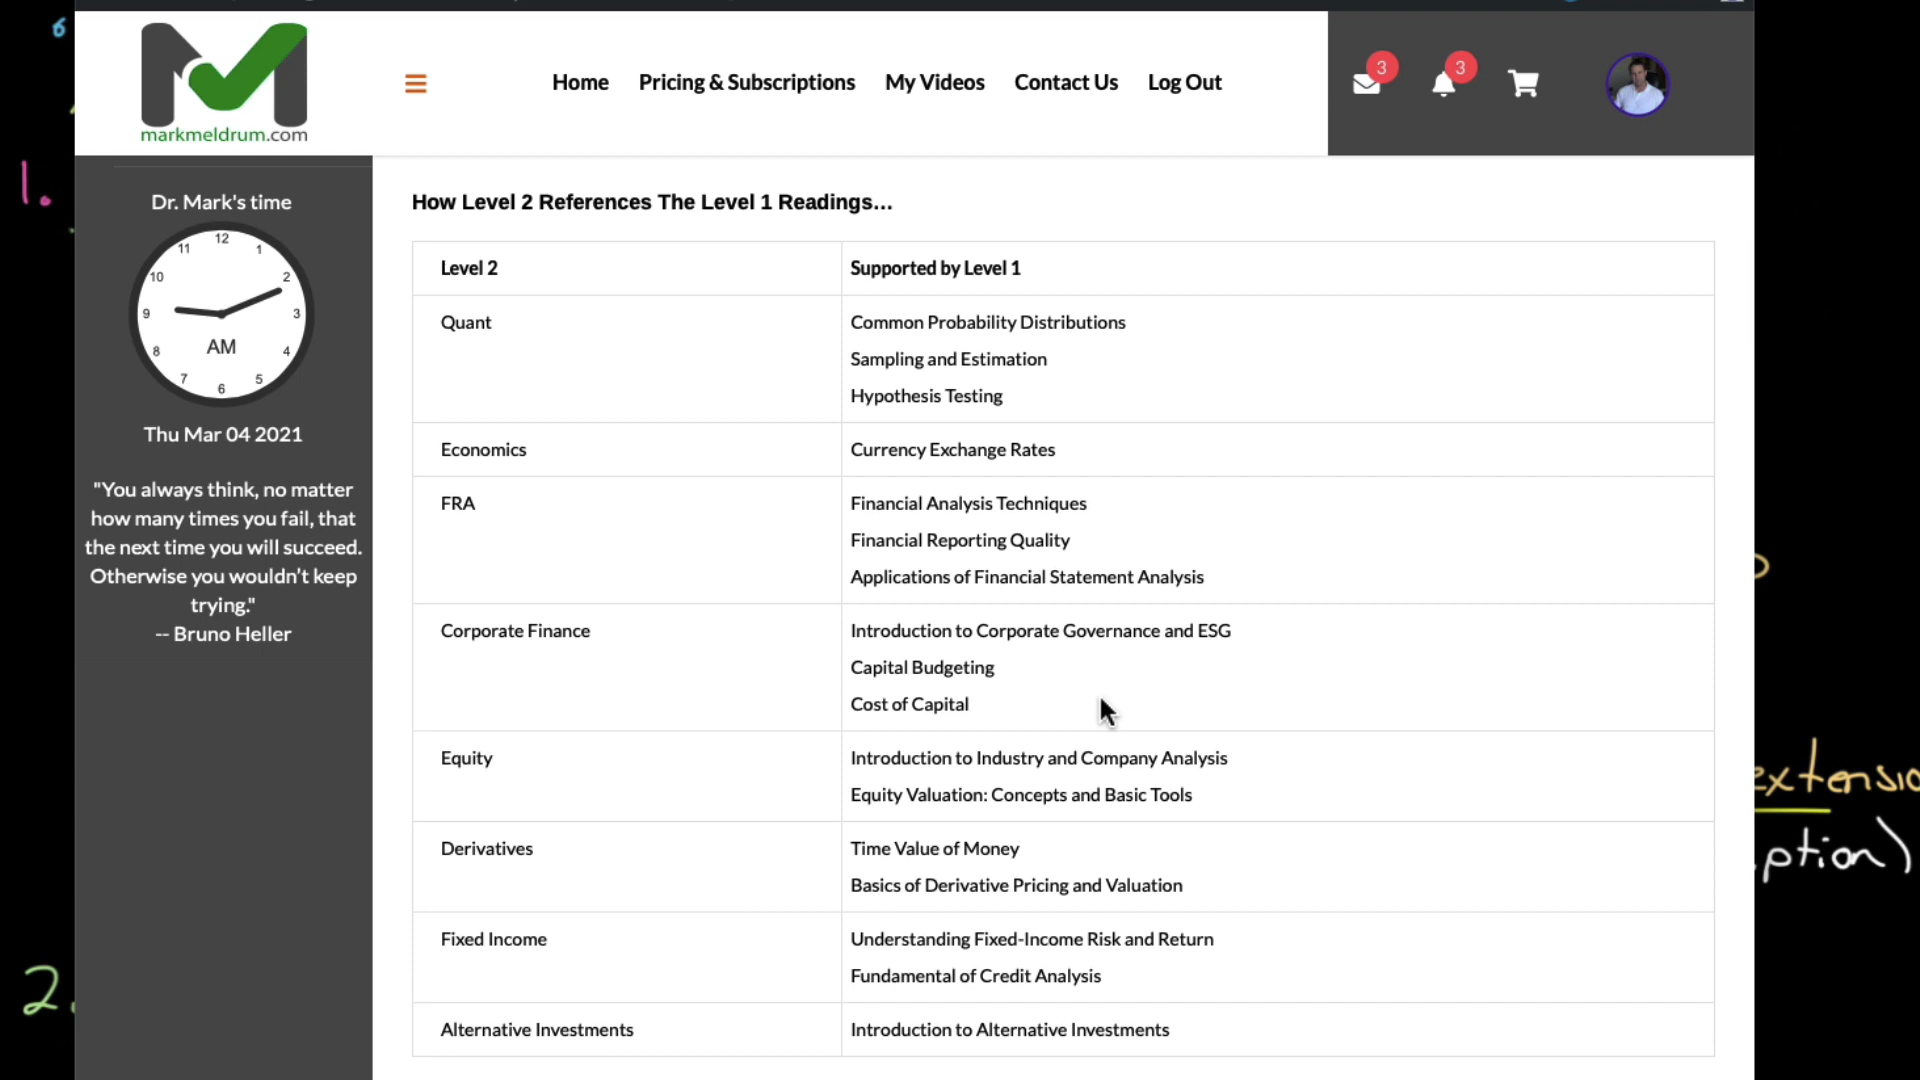 6
1.
2.
markmeldrum.com
Home Pricing & Subscriptions My Videos Contact Us Log Out
3 3
Dr. Mark's time
12
11 1
10 2
9 3
AM
8 4
7 5
6
Thu Mar 04 2021
"You always think, no matter
how many times you fail, that
the next time you will succeed.
Otherwise you wouldn't keep
trying."
-- Bruno Heller
How Level 2 References The Level 1 Readings...
Level 2 Supported by Level 1
Quant Common Probability Distributions
Sampling and Estimation
Hypothesis Testing
Economics Currency Exchange Rates
FRA Financial Analysis Techniques
Financial Reporting Quality
Applications of Financial Statement Analysis
Corporate Finance Introduction to Corporate Governance and ESG
Capital Budgeting
Cost of Capital
Equity Introduction to Industry and Company Analysis
Equity Valuation: Concepts and Basic Tools
Derivatives Time Value of Money
Basics of Derivative Pricing and Valuation
Fixed Income Understanding Fixed-Income Risk and Return
Fundamental of Credit Analysis
Alternative Investments Introduction to Alternative Investments
extensio
ption)